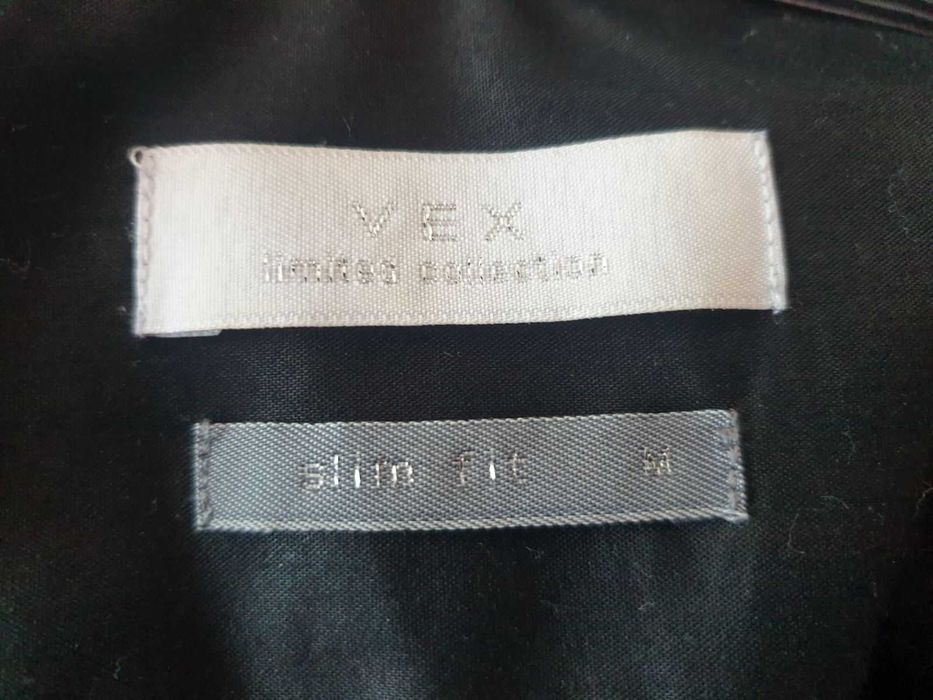 VEX
limited collection
slim fit M